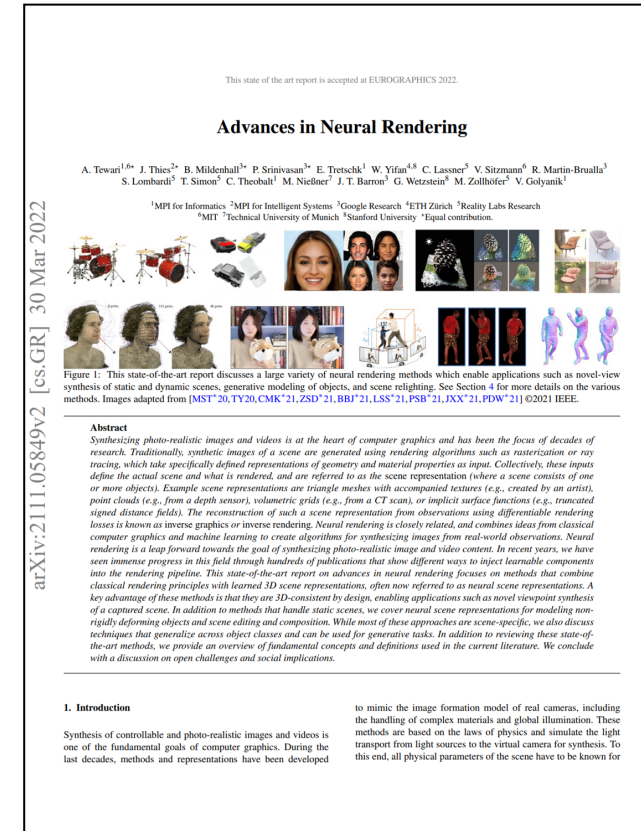 This state of the art report is accepted at EUROGRAPHICS 2022.
Advances in Neural Rendering
A. Tewari1,6⋆ J. Thies2⋆ B. Mildenhall3⋆ P. Srinivasan3⋆ E. Tretschk1 W. Yifan4,8 C. Lassner5 V. Sitzmann6 R. Martin-Brualla3
S. Lombardi5 T. Simon5 C. Theobalt1 M. Nießner7 J. T. Barron3 G. Wetzstein8 M. Zollhöfer5 V. Golyanik1
1MPI for Informatics 2MPI for Intelligent Systems 3Google Research 4ETH Zürich 5Reality Labs Research
6MIT 7Technical University of Munich 8Stanford University ⋆Equal contribution.
Figure 1: This state-of-the-art report discusses a large variety of neural rendering methods which enable applications such as novel-view
synthesis of static and dynamic scenes, generative modeling of objects, and scene relighting. See Section 4 for more details on the various
methods. Images adapted from [MST*20,TY20,CMK*21,ZSD*21,BBJ*21,LSS*21,PSB*21,JXX*21,PDW*21] ©2021 IEEE.
Abstract
Synthesizing photo-realistic images and videos is at the heart of computer graphics and has been the focus of decades of
research. Traditionally, synthetic images of a scene are generated using rendering algorithms such as rasterization or ray
tracing, which take specifically defined representations of geometry and material properties as input. Collectively, these inputs
define the actual scene and what is rendered, and are referred to as the scene representation (where a scene consists of one
or more objects). Example scene representations are triangle meshes with accompanied textures (e.g., created by an artist),
point clouds (e.g., from a depth sensor), volumetric grids (e.g., from a CT scan), or implicit surface functions (e.g., truncated
signed distance fields). The reconstruction of such a scene representation from observations using differentiable rendering
losses is known as inverse graphics or inverse rendering. Neural rendering is closely related, and combines ideas from classical
computer graphics and machine learning to create algorithms for synthesizing images from real-world observations. Neural
rendering is a leap forward towards the goal of synthesizing photo-realistic image and video content. In recent years, we have
seen immense progress in this field through hundreds of publications that show different ways to inject learnable components
into the rendering pipeline. This state-of-the-art report on advances in neural rendering focuses on methods that combine
classical rendering principles with learned 3D scene representations, often now referred to as neural scene representations. A
key advantage of these methods is that they are 3D-consistent by design, enabling applications such as novel viewpoint synthesis
of a captured scene. In addition to methods that handle static scenes, we cover neural scene representations for modeling non-
rigidly deforming objects and scene editing and composition. While most of these approaches are scene-specific, we also discuss
techniques that generalize across object classes and can be used for generative tasks. In addition to reviewing these state-of-
the-art methods, we provide an overview of fundamental concepts and definitions used in the current literature. We conclude
with a discussion on open challenges and social implications.
1. Introduction
Synthesis of controllable and photo-realistic images and videos is
one of the fundamental goals of computer graphics. During the
last decades, methods and representations have been developed
to mimic the image formation model of real cameras, including
the handling of complex materials and global illumination. These
methods are based on the laws of physics and simulate the light
transport from light sources to the virtual camera for synthesis. To
this end, all physical parameters of the scene have to be known for
arXiv:2111.05849v2 [cs.GR] 30 Mar 2022